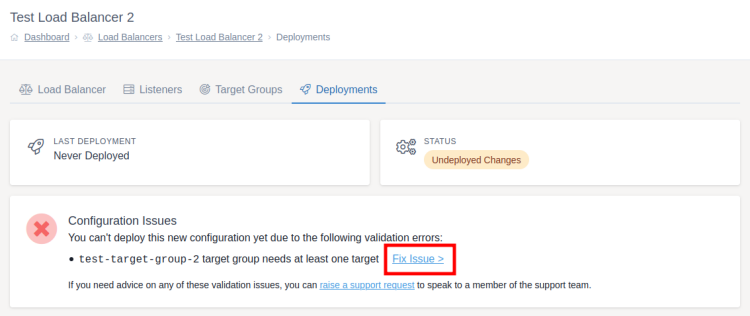 Test Load Balancer 2
Dashboard › Load Balancers › Test Load Balancer 2 › Deployments
Load Balancer Listeners Target Groups Deployments
LAST DEPLOYMENT
Never Deployed
STATUS
Undeployed Changes
Configuration Issues
You can't deploy this new configuration yet due to the following validation errors:
• test-target-group-2 target group needs at least one target Fix Issue >
If you need advice on any of these validation issues, you can raise a support request to speak to a member of the support team.